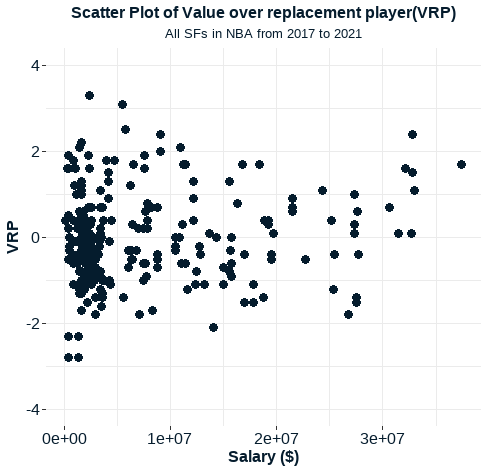 Scatter Plot of Value over replacement player(VRP)
All SFs in NBA from 2017 to 2021
4
2
0
-2
-4
VRP
0e+00 1e+07 2e+07 3e+07
Salary ($)